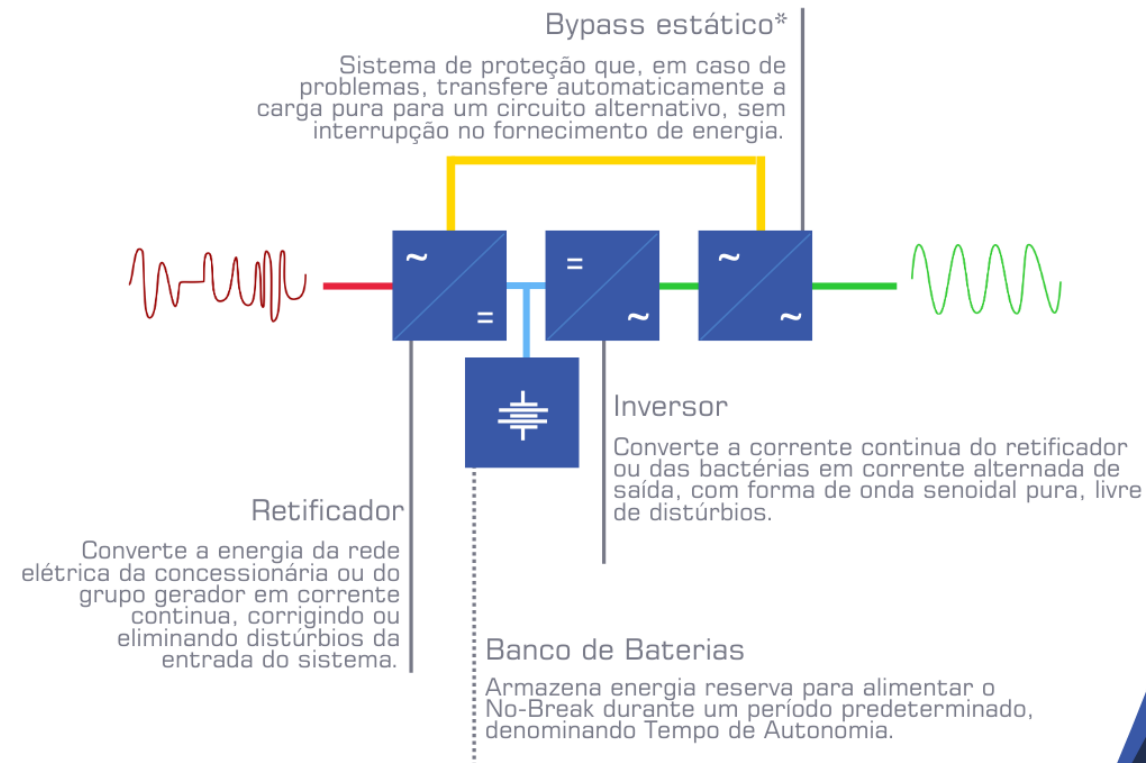 Bypass estático*
Sistema de proteção que, em caso de
problemas, transfere automaticamente a
carga pura para um circuito alternativo, sem
interrupção no fornecimento de energia.
~
=
=
~
~
~
Inversor
Converte a corrente continua do retificador
ou das bactérias em corrente alternada de
saída, com forma de onda senoidal pura, livre
de distúrbios.
Retificador
Converte a energia da rede
elétrica da concessionária ou do
grupo gerador em corrente
continua, corrigindo ou
eliminando distúrbios da
entrada do sistema.
Banco de Baterias
Armazena energia reserva para alimentar o
No-Break durante um período predeterminado,
denominando Tempo de Autonomia.